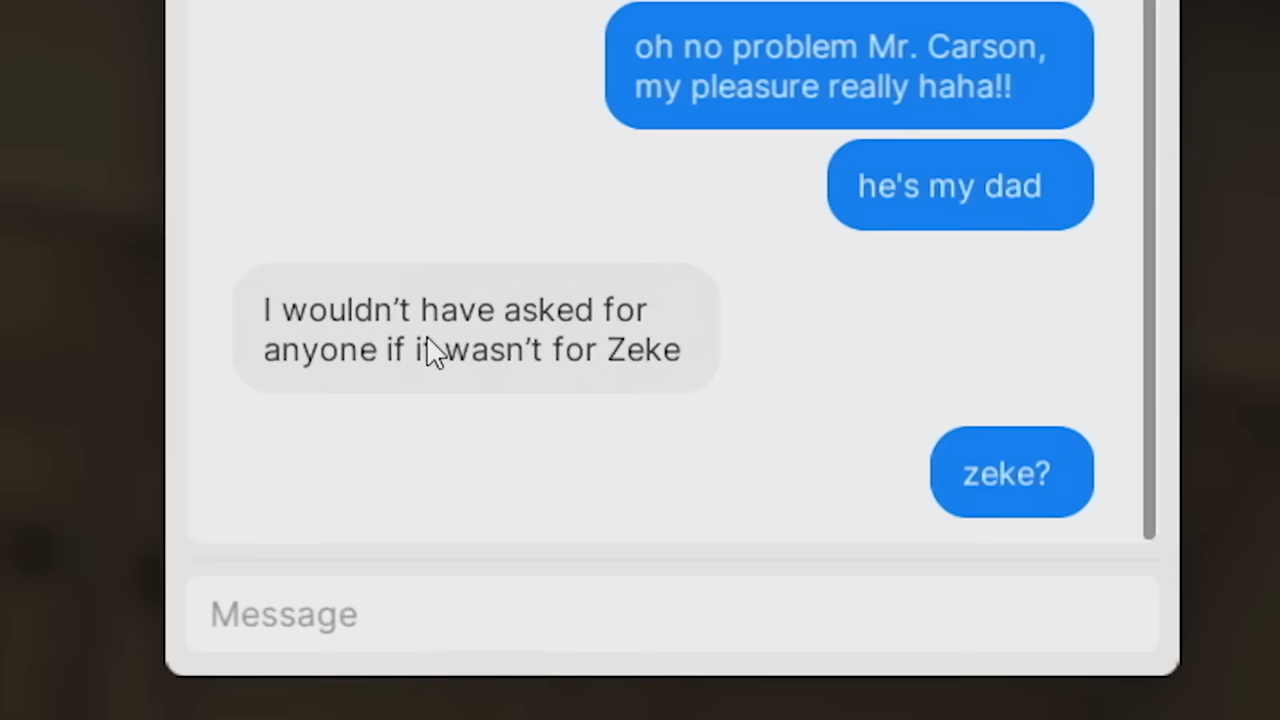 oh no problem Mr. Carson,
my pleasure really haha!!
he's my dad
I wouldn’t have asked for
anyone if it wasn’t for Zeke
zeke?
Message